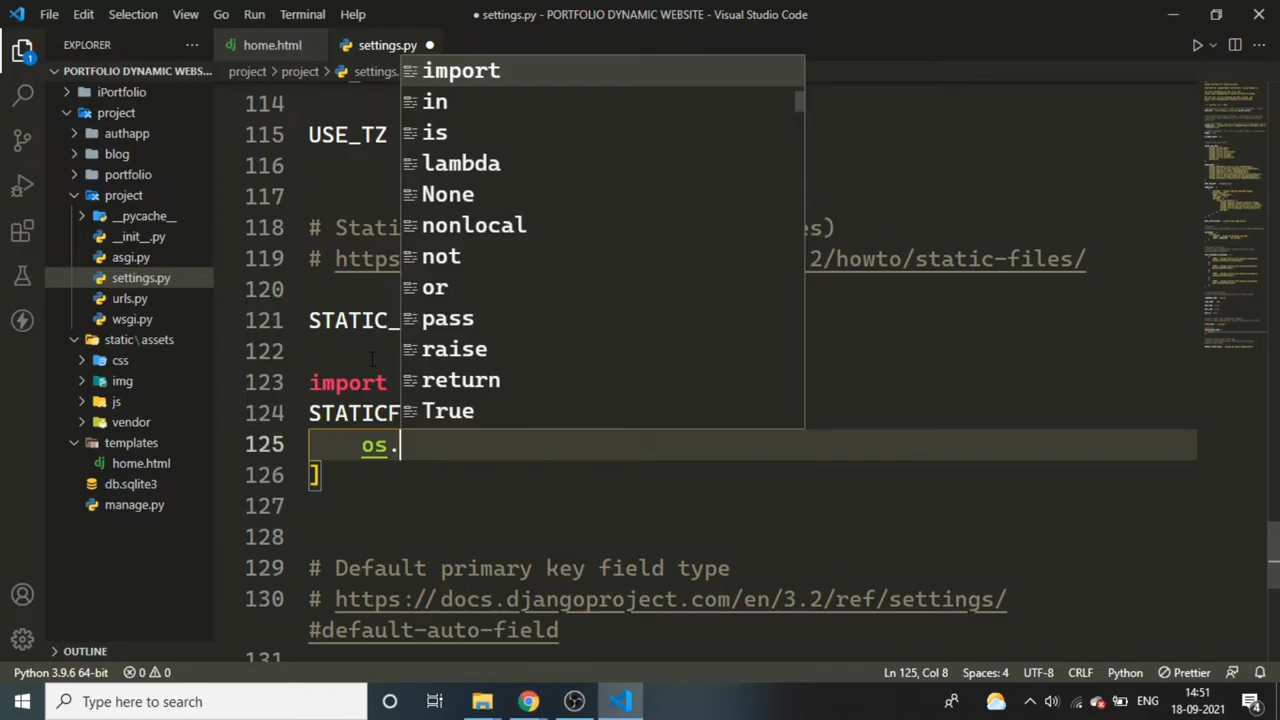 File Edit Selection View Go Run Terminal Help
● settings.py - PORTFOLIO DYNAMIC WEBSITE - Visual Studio Code
EXPLORER
home.html
settings.py
PORTFOLIO DYNAMIC WEBS...
project > project > settings.
iPortfolio
project
authapp
blog
portfolio
project
__pycache__
__init__.py
asgi.py
settings.py
urls.py
wsgi.py
static\assets
css
img
js
vendor
templates
home.html
db.sqlite3
manage.py
OUTLINE
114
115 USE_TZ
116
117
118 # Stati es)
119 # https 2/howto/static-files/
120
121 STATIC_
122
123 import
124 STATICF
125 os.
126 ]
127
128
129 # Default primary key field type
130 # https://docs.djangoproject.com/en/3.2/ref/settings/
#default-auto-field
131
import
in
is
lambda
None
nonlocal
not
or
pass
raise
return
True
Python 3.9.6 64-bit 0 0 Ln 125, Col 8 Spaces: 4 UTF-8 CRLF Python Prettier
Type here to search
ENG
14:51
18-09-2021
1
4